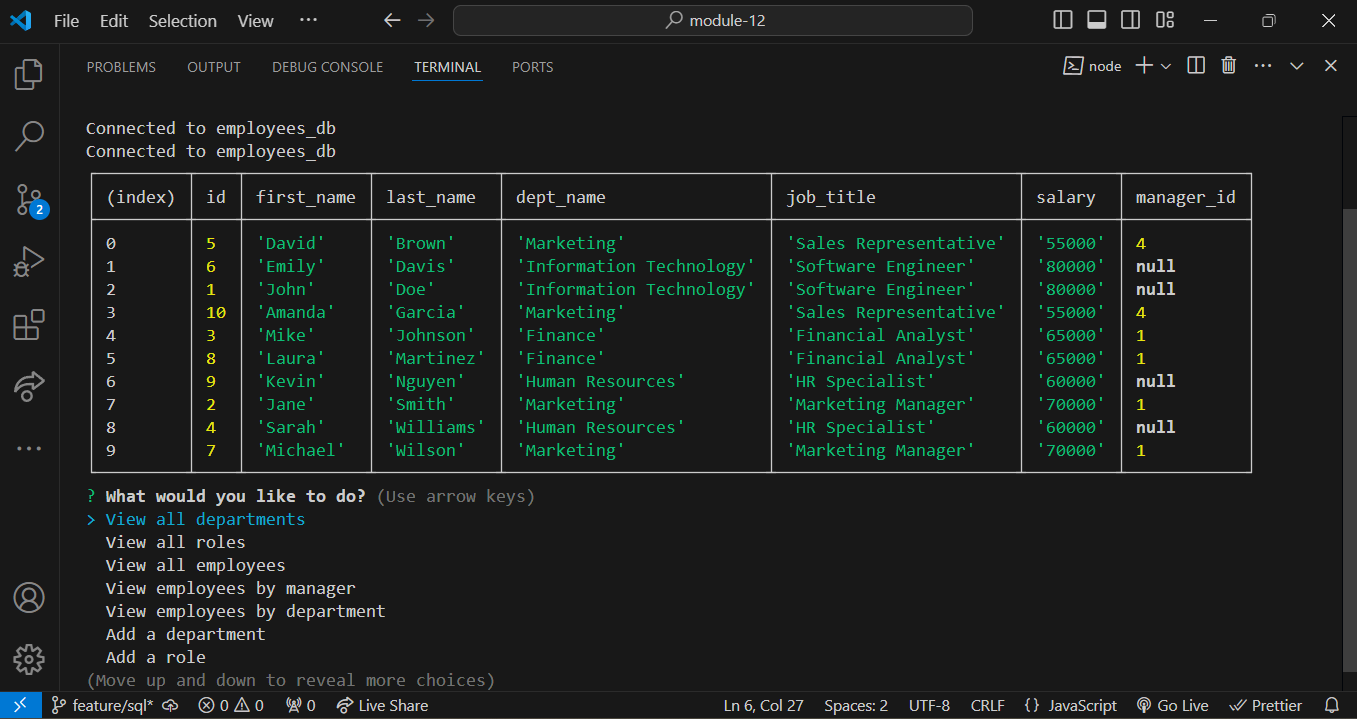 File Edit Selection View ··· module-12
PROBLEMS OUTPUT DEBUG CONSOLE TERMINAL PORTS node
Connected to employees_db
Connected to employees_db
(index) id first_name last_name dept_name job_title salary manager_id
0 5 'David' 'Brown' 'Marketing' 'Sales Representative' '55000' 4
1 6 'Emily' 'Davis' 'Information Technology' 'Software Engineer' '80000' null
2 1 'John' 'Doe' 'Information Technology' 'Software Engineer' '80000' null
3 10 'Amanda' 'Garcia' 'Marketing' 'Sales Representative' '55000' 4
4 3 'Mike' 'Johnson' 'Finance' 'Financial Analyst' '65000' 1
5 8 'Laura' 'Martinez' 'Finance' 'Financial Analyst' '65000' 1
6 9 'Kevin' 'Nguyen' 'Human Resources' 'HR Specialist' '60000' null
7 2 'Jane' 'Smith' 'Marketing' 'Marketing Manager' '70000' 1
8 4 'Sarah' 'Williams' 'Human Resources' 'HR Specialist' '60000' null
9 7 'Michael' 'Wilson' 'Marketing' 'Marketing Manager' '70000' 1
? What would you like to do? (Use arrow keys)
> View all departments
View all roles
View all employees
View employees by manager
View employees by department
Add a department
Add a role
(Move up and down to reveal more choices)
2
feature/sql* 0 0 0 Live Share Ln 6, Col 27 Spaces: 2 UTF-8 CRLF {} JavaScript Go Live Prettier